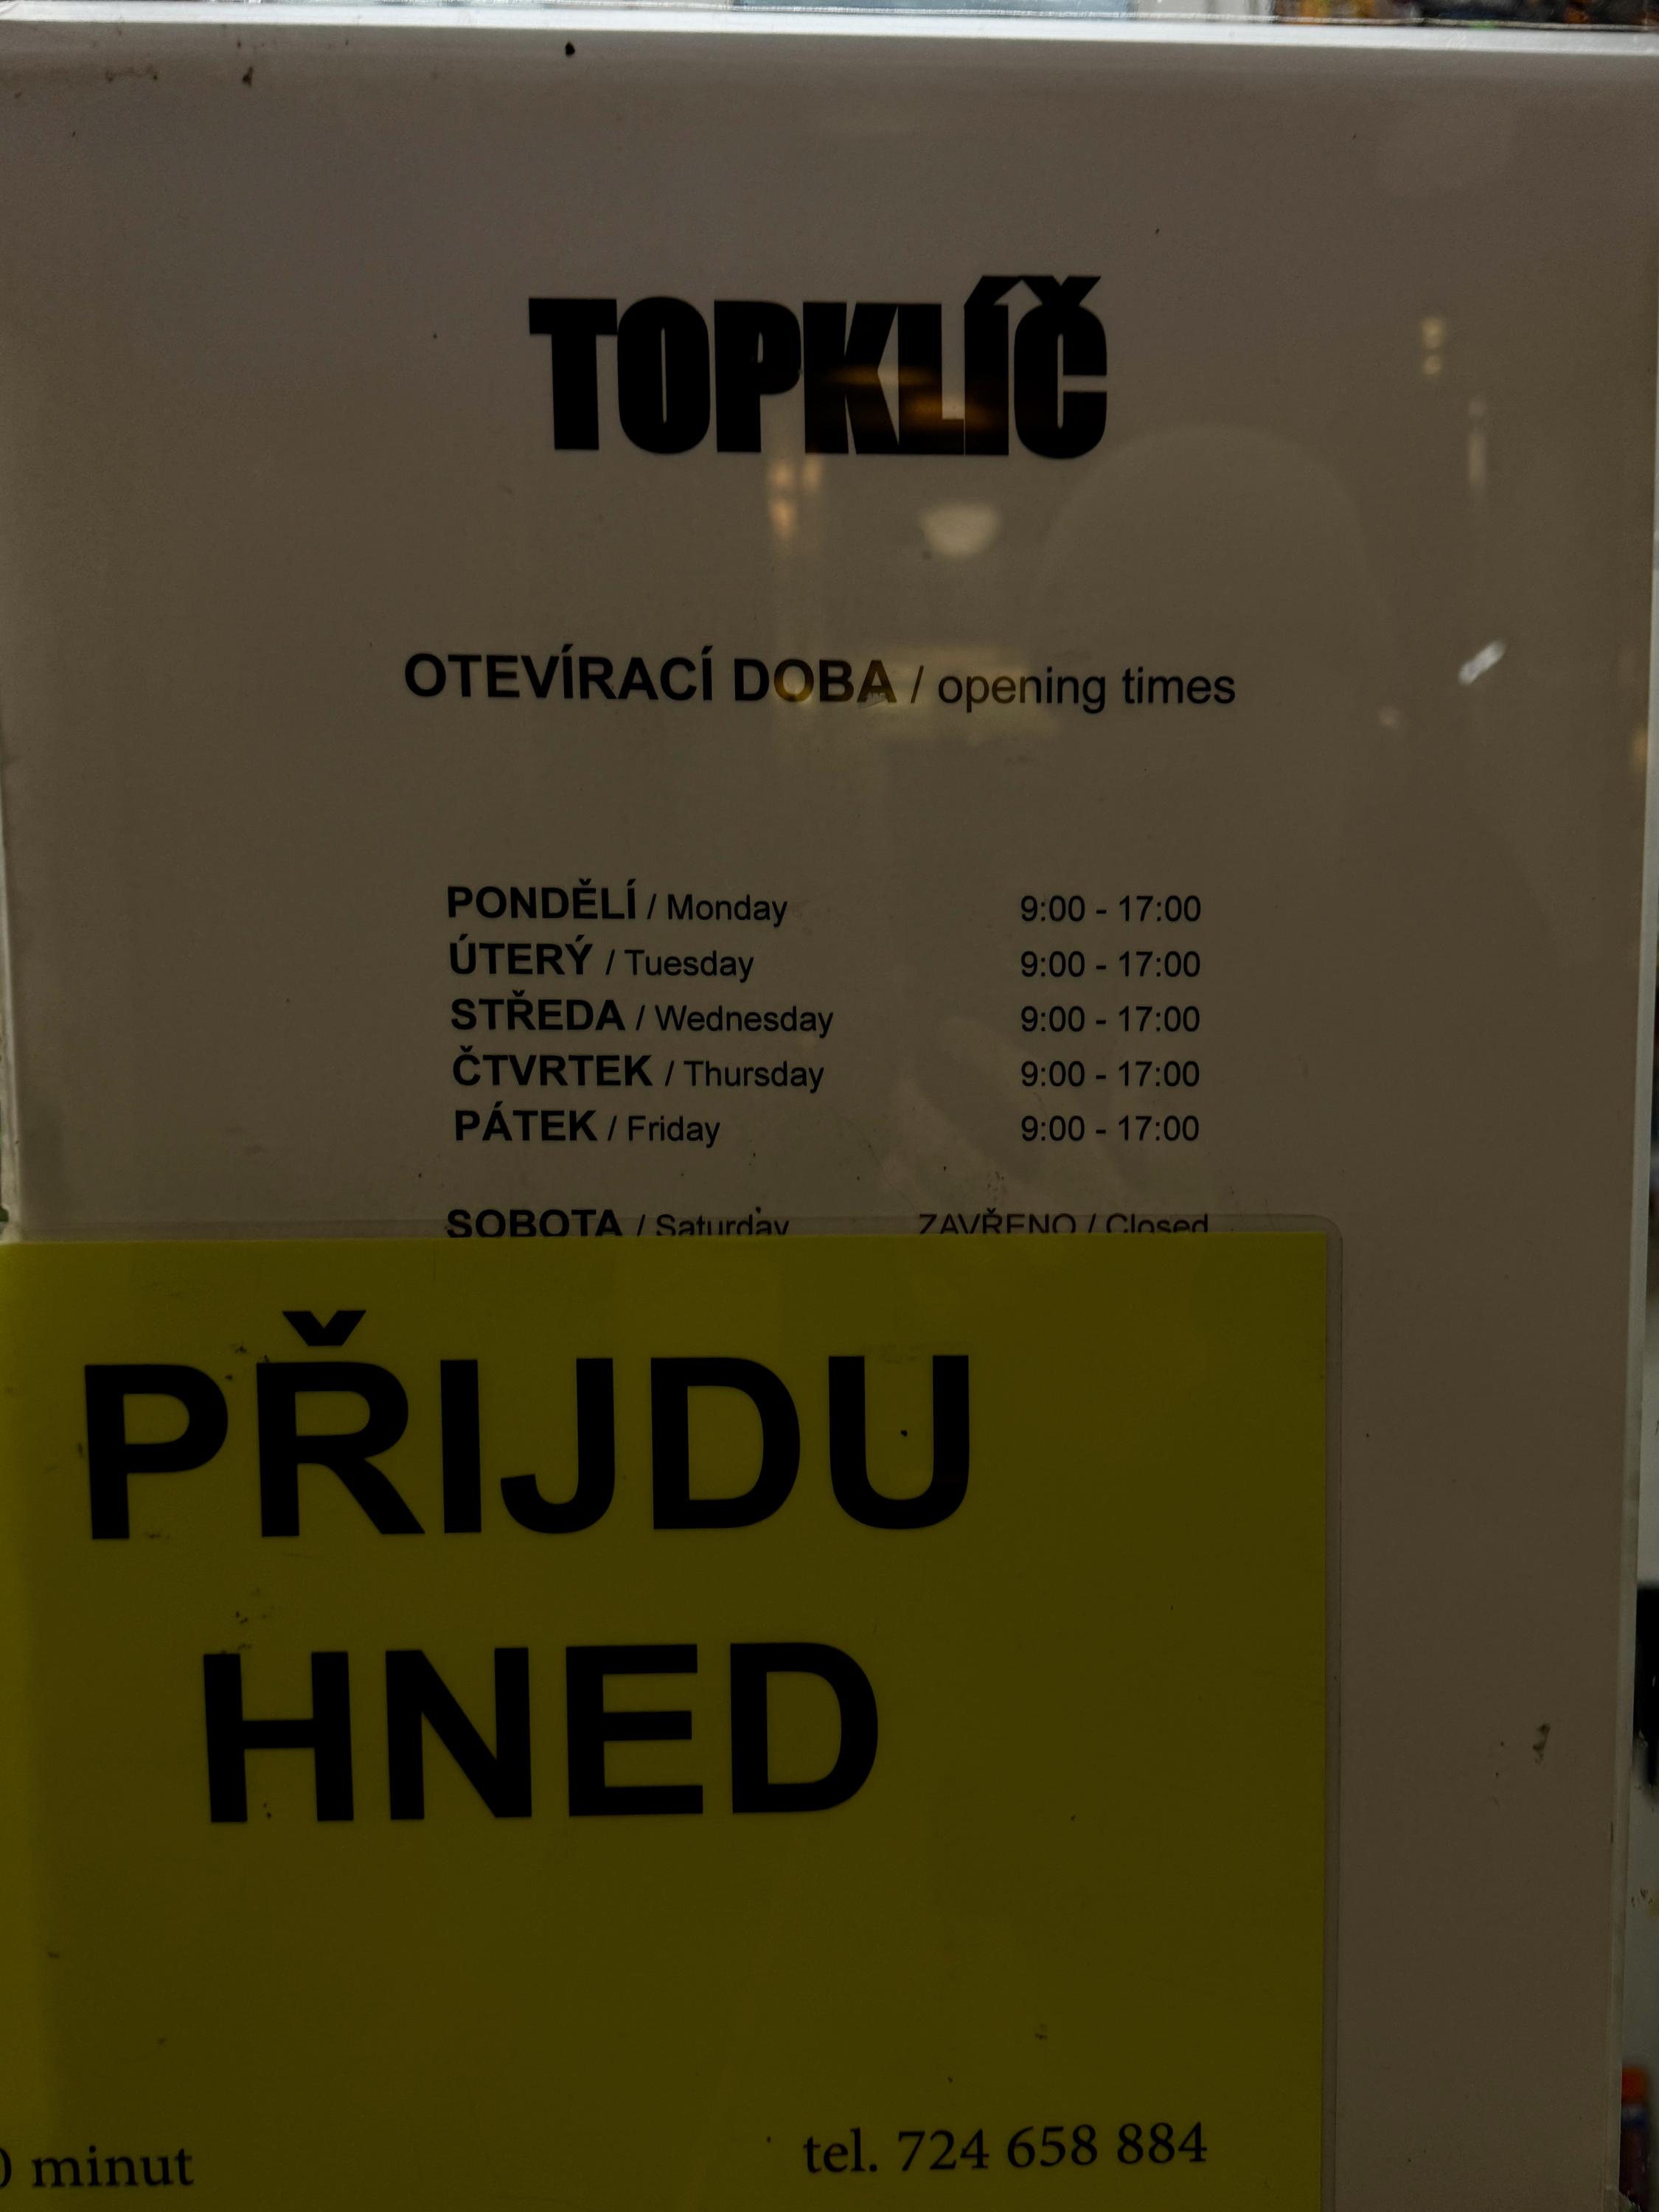 TOPKLÍČ
OTEVÍRACÍ DOBA / opening times
PONDĚLÍ / Monday 9:00 - 17:00
ÚTERÝ / Tuesday 9:00 - 17:00
STŘEDA / Wednesday 9:00 - 17:00
ČTVRTEK / Thursday 9:00 - 17:00
PÁTEK / Friday 9:00 - 17:00
SOBOTA / Saturday ZAVŘENO / Closed
PŘIJDU
HNED
0 minut tel. 724 658 884